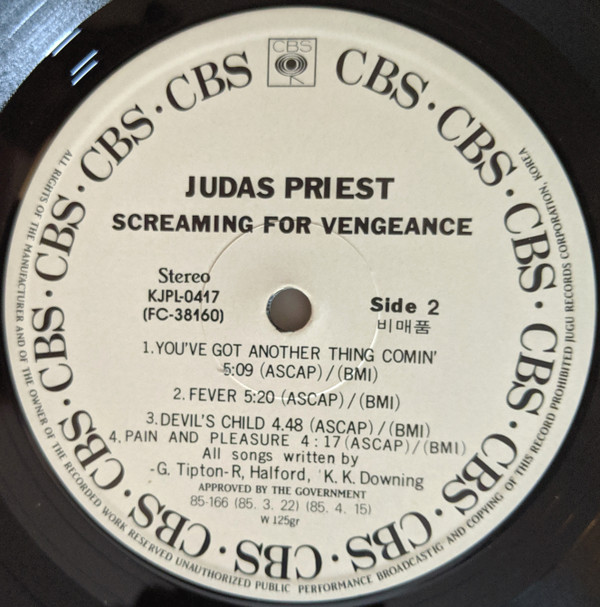 CBS
CBS · CBS · CBS · CBS · CBS · CBS · CBS · CBS · CBS · CBS · CBS · CBS
JUDAS PRIEST
SCREAMING FOR VENGEANCE
Stereo
KJPL-0417
(FC-38160)
Side 2
비매품
1.YOU'VE GOT ANOTHER THING COMIN'
5:09 (ASCAP)/(BMI)
2. FEVER 5:20 (ASCAP)/(BMI)
3.DEVIL'S CHILD 4.48 (ASCAP)/(BMI)
4.PAIN AND PLEASURE 4:17(ASCAP)/(BMI)
All songs written by
-G. Tipton-R, Halford, 'K. K. Downing
APPROVED BY THE GOVERNMENT
85-166 (85. 3. 22) (85. 4. 15)
W 125gr
ALL RIGHTS OF THE MANUFACTURER AND OF THE OWNER OF THE RECORDED WORK RESERVED UNAUTHORIZED PUBLIC PERFORMANCE BROADCASTIG AND COPYING OF THIS RECORD PROHIBITED JUGU RECORDS CORPORATION, KOREA